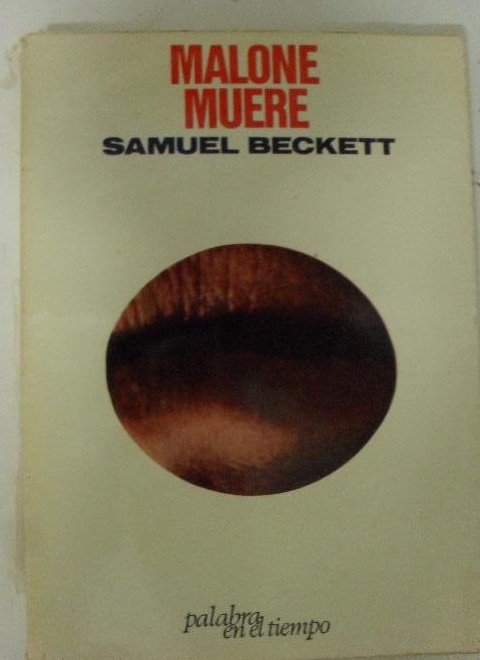 MALONE
MUERE
SAMUEL BECKETT
palabra
en el tiempo